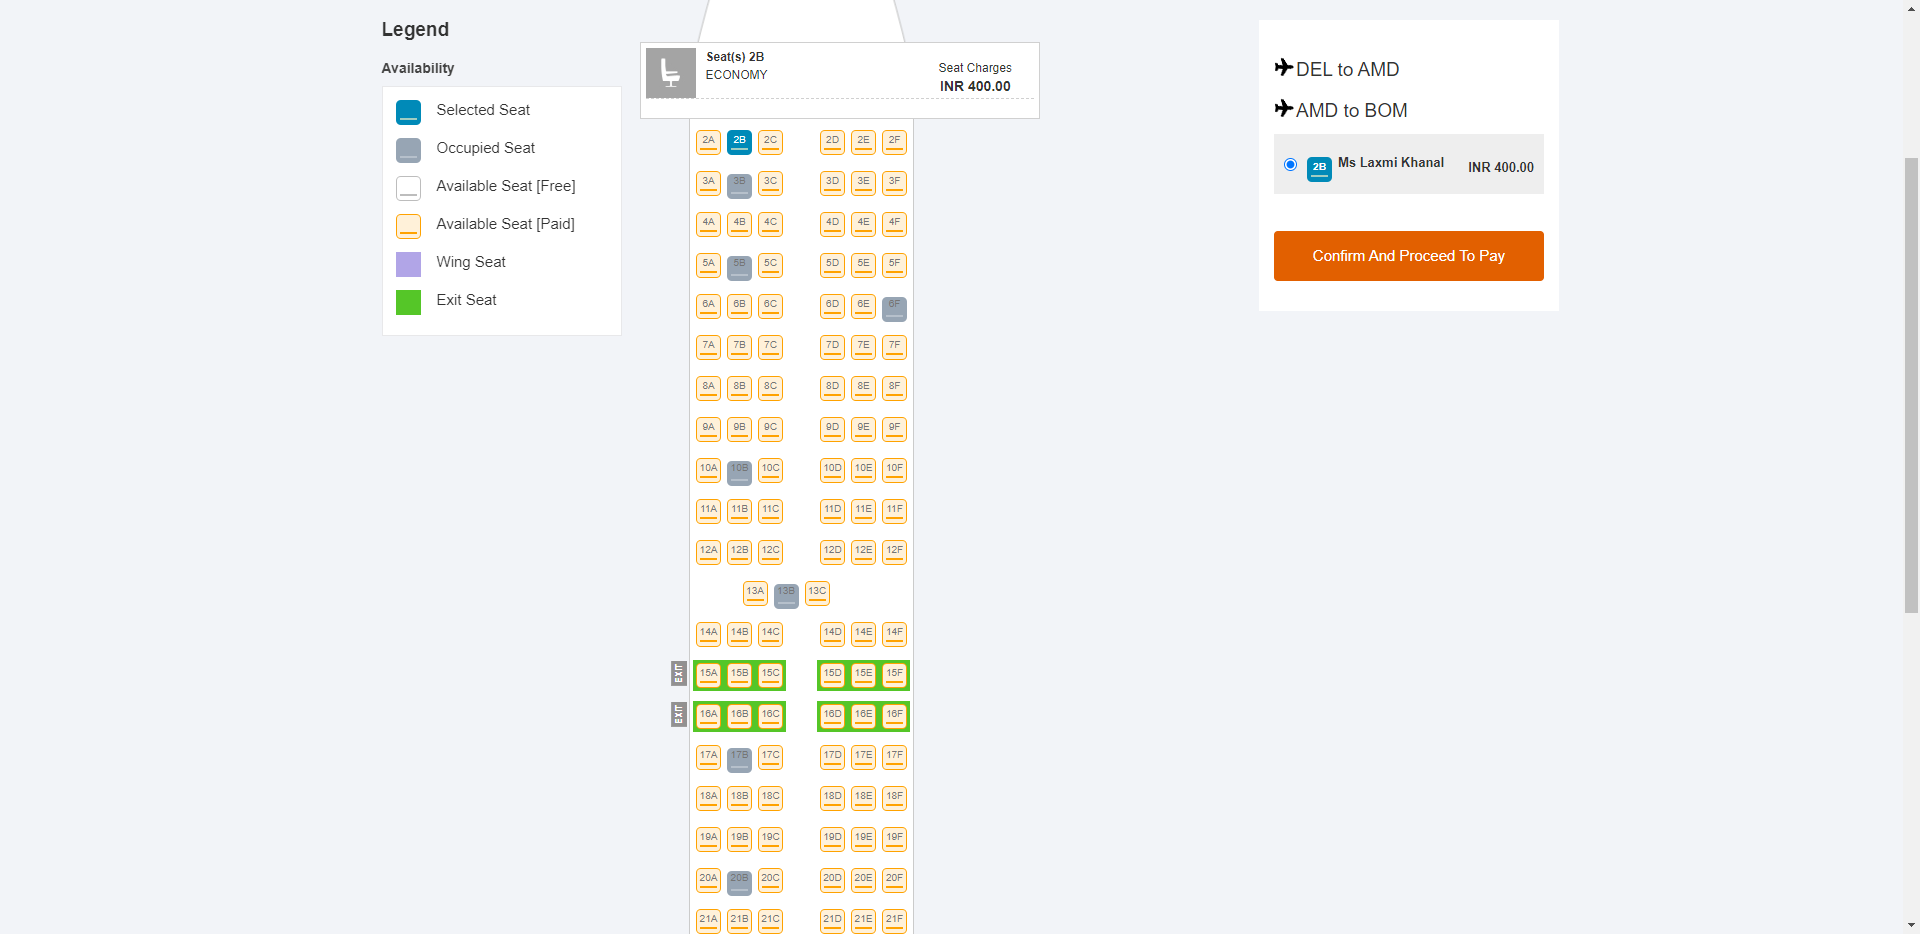 Legend
Availability
Selected Seat
Occupied Seat
Available Seat [Free]
Available Seat [Paid]
Wing Seat
Exit Seat
Seat(s) 2B
ECONOMY
Seat Charges
INR 400.00
2A 2B 2C 2D 2E 2F
3A 3B 3C 3D 3E 3F
4A 4B 4C 4D 4E 4F
5A 5B 5C 5D 5E 5F
6A 6B 6C 6D 6E 6F
7A 7B 7C 7D 7E 7F
8A 8B 8C 8D 8E 8F
9A 9B 9C 9D 9E 9F
10A 10B 10C 10D 10E 10F
11A 11B 11C 11D 11E 11F
12A 12B 12C 12D 12E 12F
13A 13B 13C
14A 14B 14C 14D 14E 14F
EXIT 15A 15B 15C 15D 15E 15F
EXIT 16A 16B 16C 16D 16E 16F
17A 17B 17C 17D 17E 17F
18A 18B 18C 18D 18E 18F
19A 19B 19C 19D 19E 19F
20A 20B 20C 20D 20E 20F
21A 21B 21C 21D 21E 21F
DEL to AMD
AMD to BOM
2B Ms Laxmi Khanal INR 400.00
Confirm And Proceed To Pay